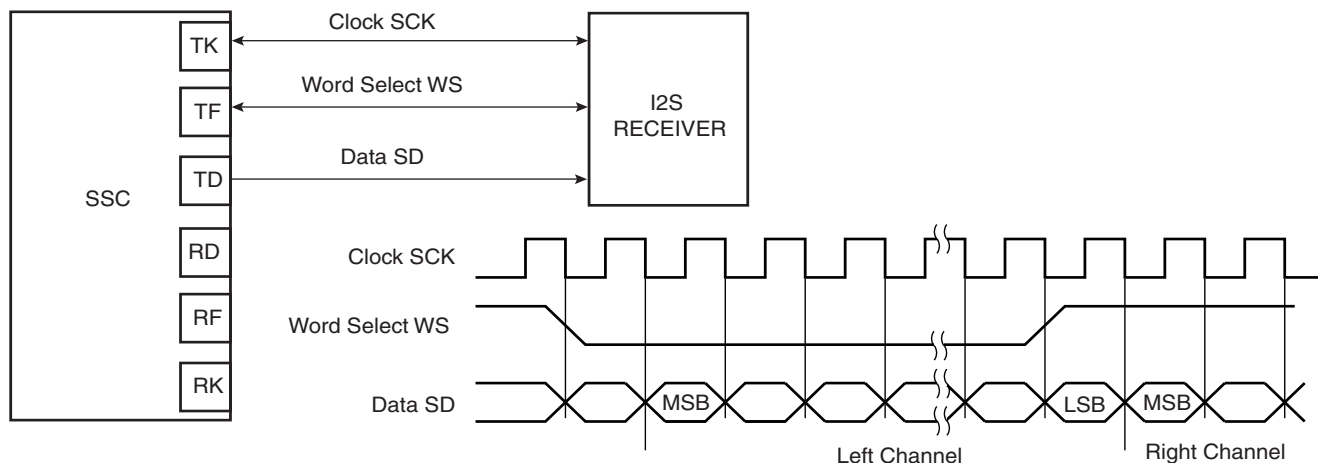 TK
Clock SCK
TF
Word Select WS
I2S
RECEIVER
TD
Data SD
SSC
RD
RF
RK
Clock SCK
Word Select WS
Data SD
MSB
LSB
MSB
Left Channel
Right Channel